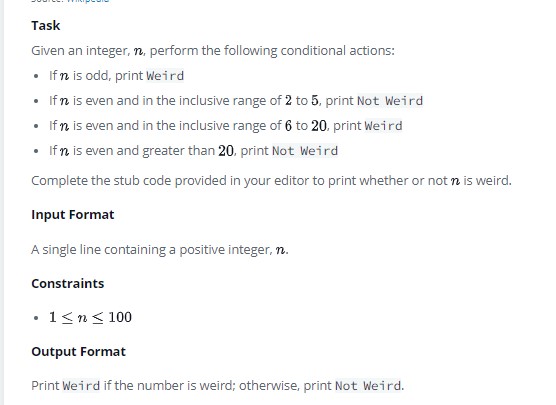 Task
Given an integer, n, perform the following conditional actions:
• If n is odd, print Weird
• If n is even and in the inclusive range of 2 to 5, print Not Weird
• If n is even and in the inclusive range of 6 to 20, print Weird
• If n is even and greater than 20, print Not Weird
Complete the stub code provided in your editor to print whether or not n is weird.
Input Format
A single line containing a positive integer, n.
Constraints
• 1 ≤ n ≤ 100
Output Format
Print Weird if the number is weird; otherwise, print Not Weird.